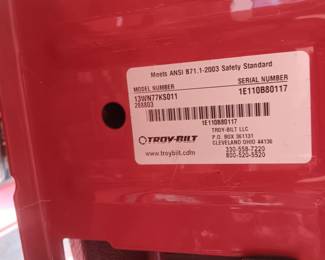 Meets ANSI B71.1-2003 Safety Standard
MODEL NUMBER SERIAL NUMBER
13WN77KS011 1E110B80117
288803
1E110B80117
TROY-BILT
www.troybilt.com
TROY-BILT LLC
P.O. BOX 361131
CLEVELAND OHIO 44136
330-558-7220
800-520-5520